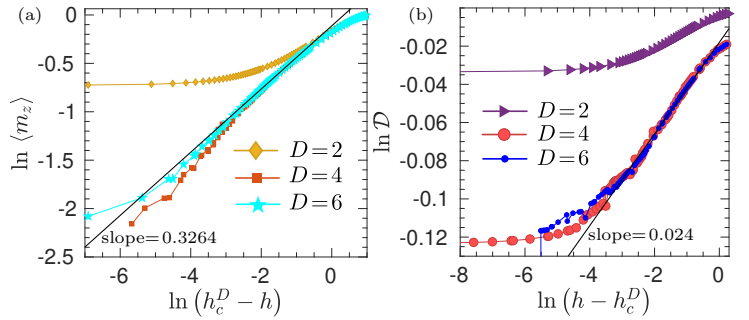 (a)
0
-0.5
-1
-1.5
-2
-2.5
ln ⟨m_z⟩
D=2
D=4
D=6
slope=0.3264
-6 -4 -2 0
ln (h_c^D − h)
(b)
-0.02
-0.04
-0.06
-0.08
-0.1
-0.12
ln 𝒟
D=2
D=4
D=6
slope=0.024
-8 -6 -4 -2 0
ln (h − h_c^D)